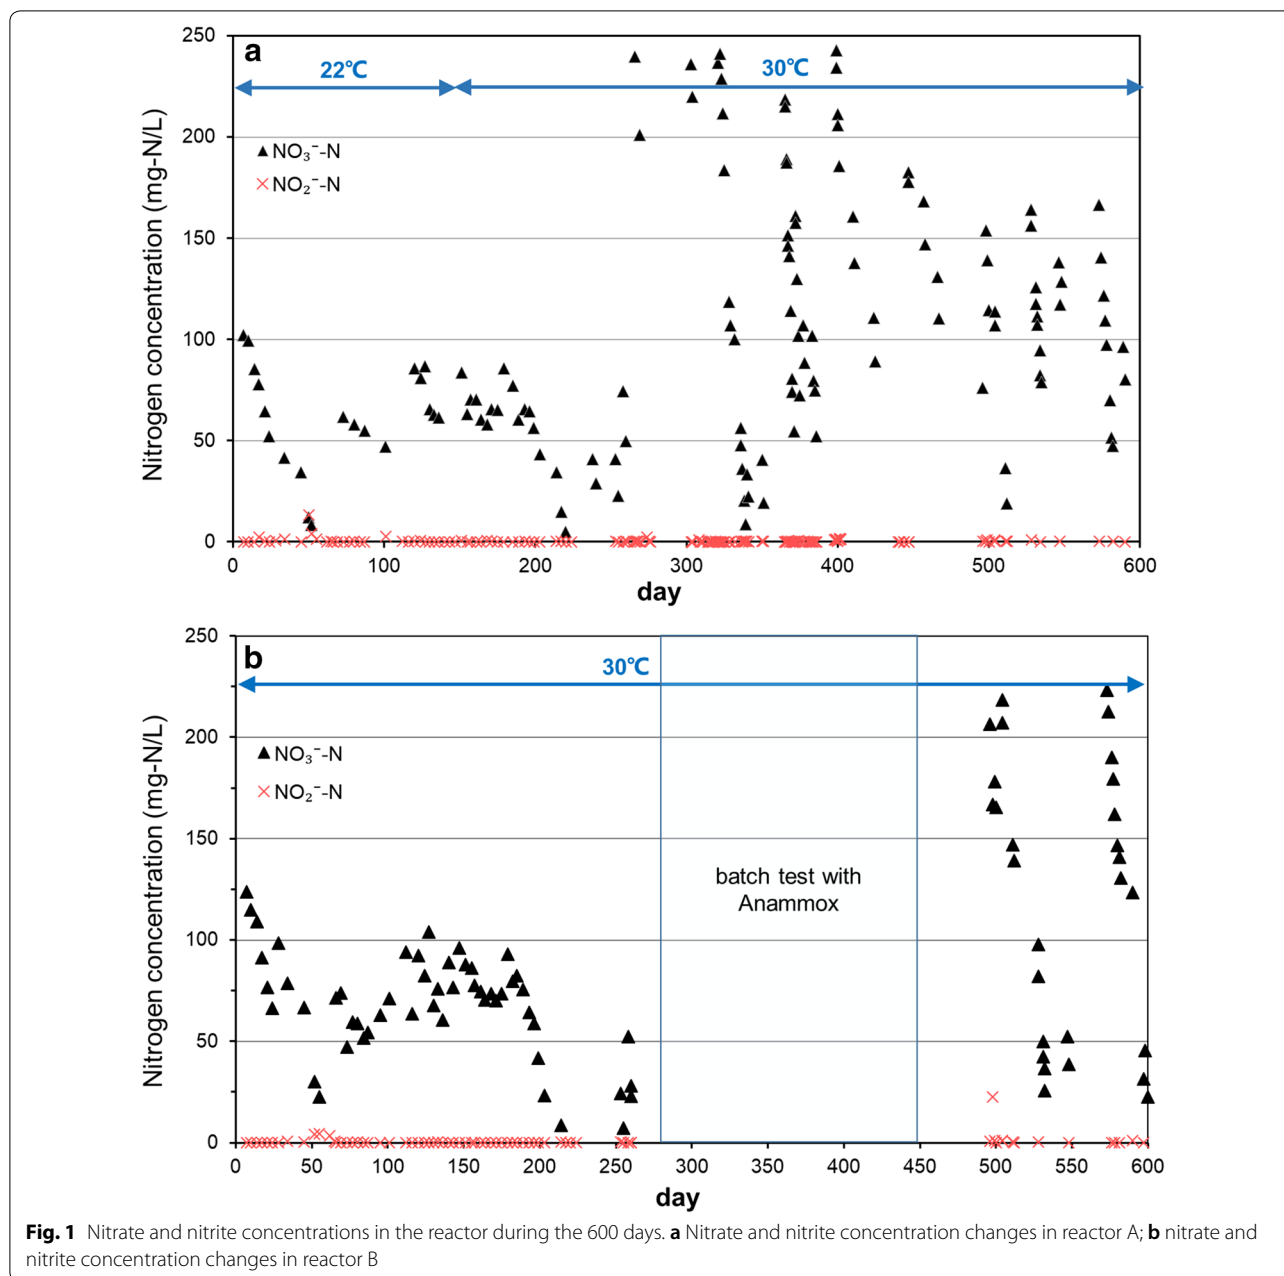 a
250
200
150
100
50
0
Nitrogen concentration (mg-N/L)
22℃
30℃
NO₃⁻-N
NO₂⁻-N
0 100 200 300 400 500 600
day
b
250
200
150
100
50
0
Nitrogen concentration (mg-N/L)
30℃
NO₃⁻-N
NO₂⁻-N
batch test with
Anammox
0 50 100 150 200 250 300 350 400 450 500 550 600
day
Fig. 1 Nitrate and nitrite concentrations in the reactor during the 600 days. a Nitrate and nitrite concentration changes in reactor A; b nitrate and
nitrite concentration changes in reactor B